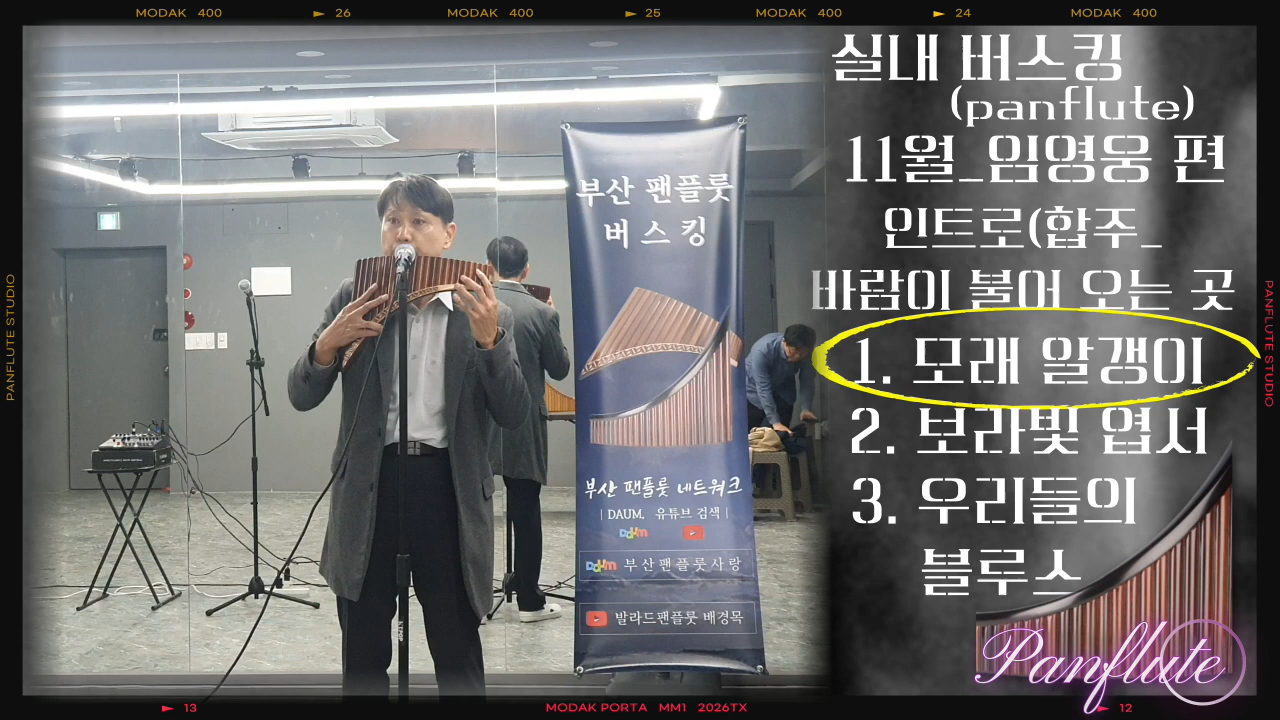 MODAK 400 26 MODAK 400 25 MODAK 400 24 MODAK 400
PANFLUTE STUDIO
실내 버스킹
(panflute)
11월_임영웅 편
인트로(합주_
바람이 불어 오는 곳
1. 모래 알갱이
2. 보라빛 엽서
3. 우리들의
블루스
Panflute
부산 팬플룻
버스킹
부산 팬플룻 네트워크
| DAUM, 유튜브 검색 |
Daum
Daum 부산팬플룻사랑
발라드팬플룻 배경목
PANFLUTE STUDIO
13 MODAK PORTA MM1 2026TX 12